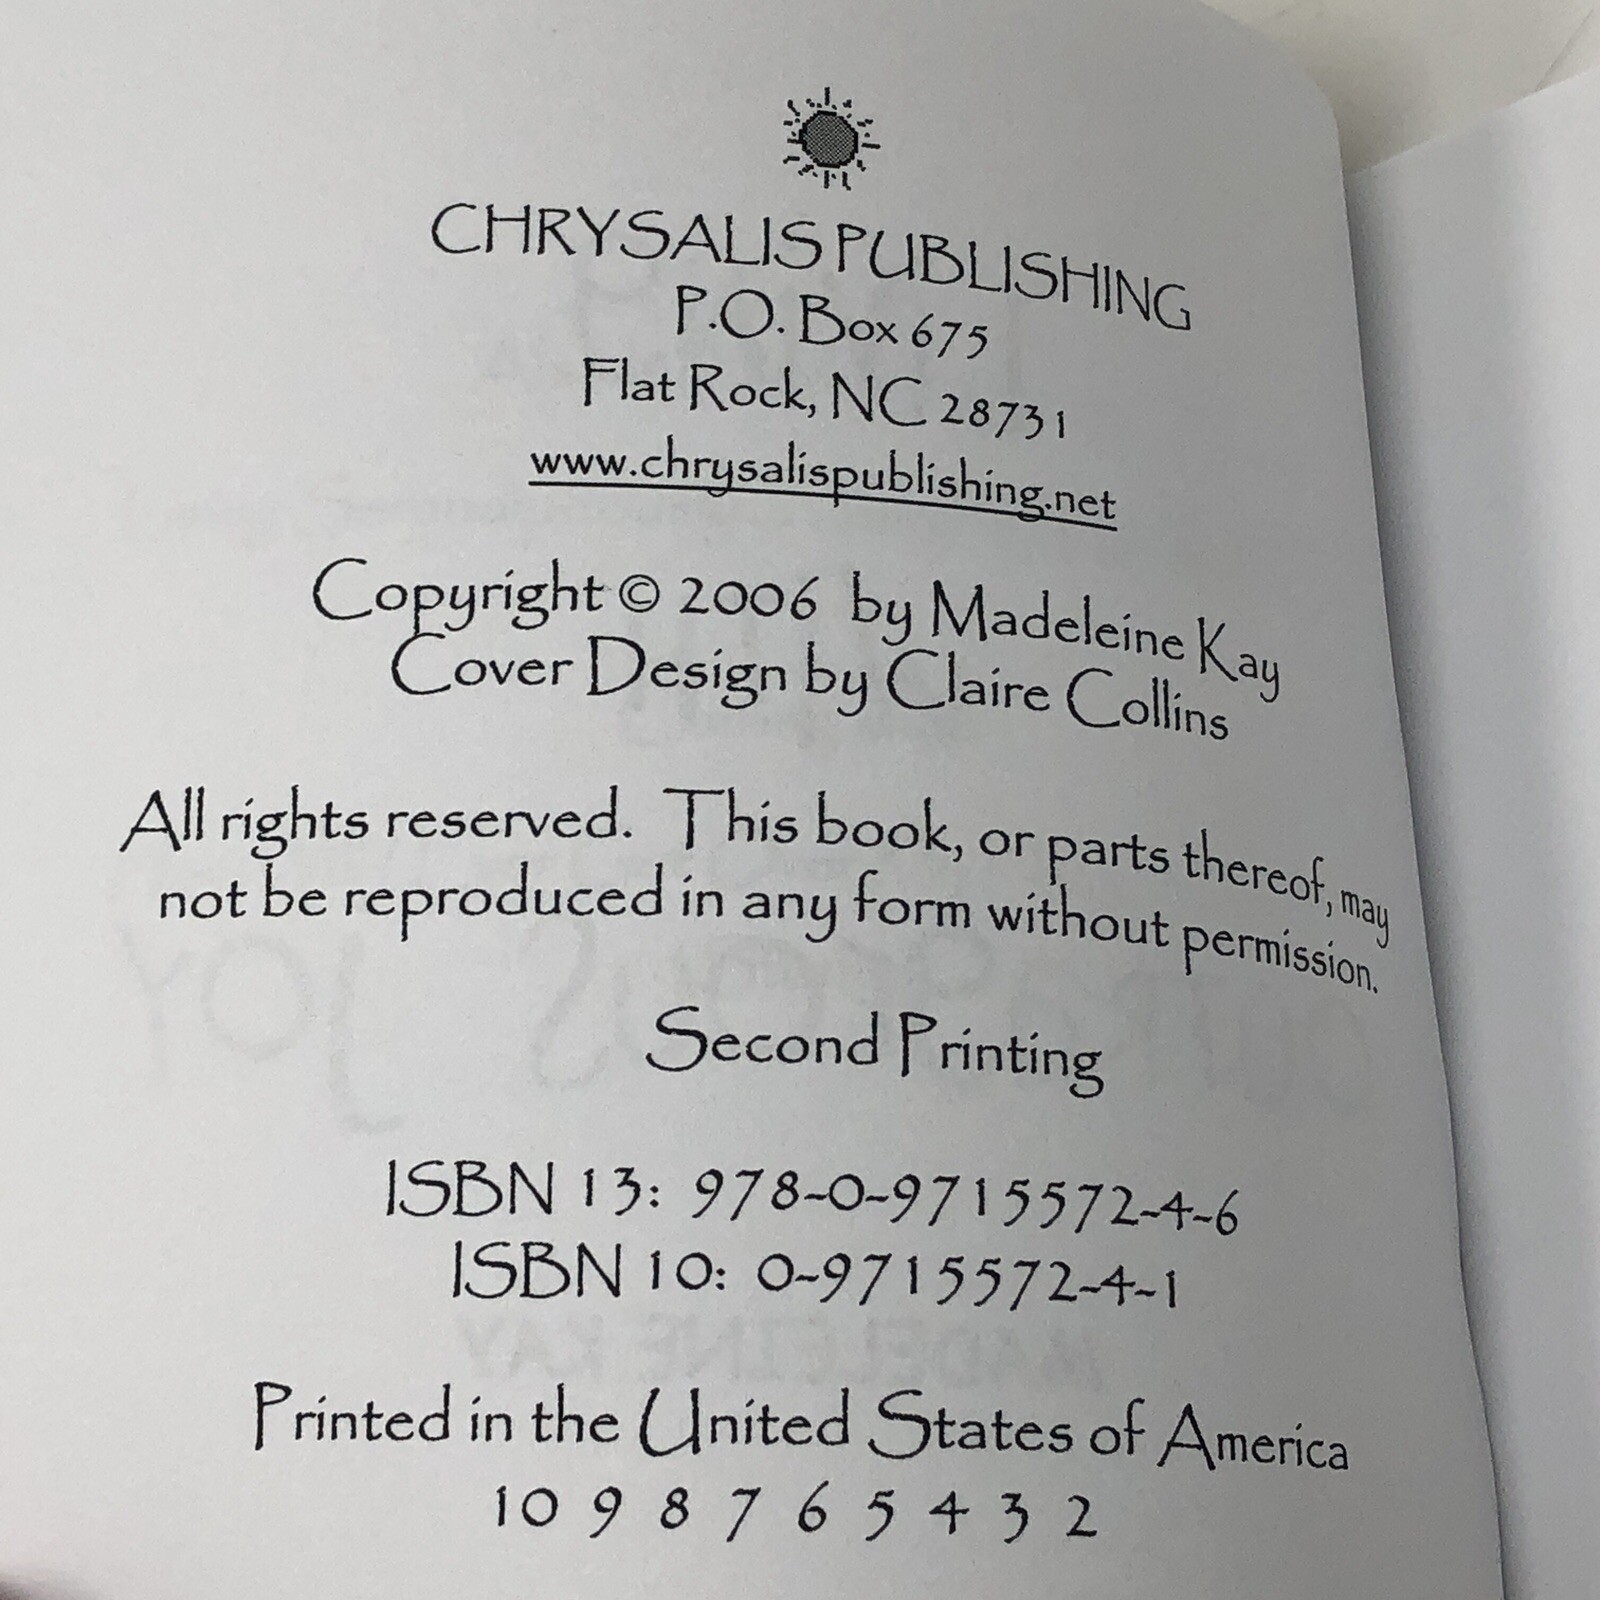 CHRYSALIS PUBLISHING
P.O. Box 675
Flat Rock, NC 28731
www.chrysalispublishing.net
Copyright © 2006 by Madeleine Kay
Cover Design by Claire Collins
All rights reserved. This book, or parts thereof, may
not be reproduced in any form without permission.
Second Printing
ISBN 13: 978-0-9715572-4-6
ISBN 10: 0-9715572-4-1
Printed in the United States of America
10 9 8 7 6 5 4 3 2